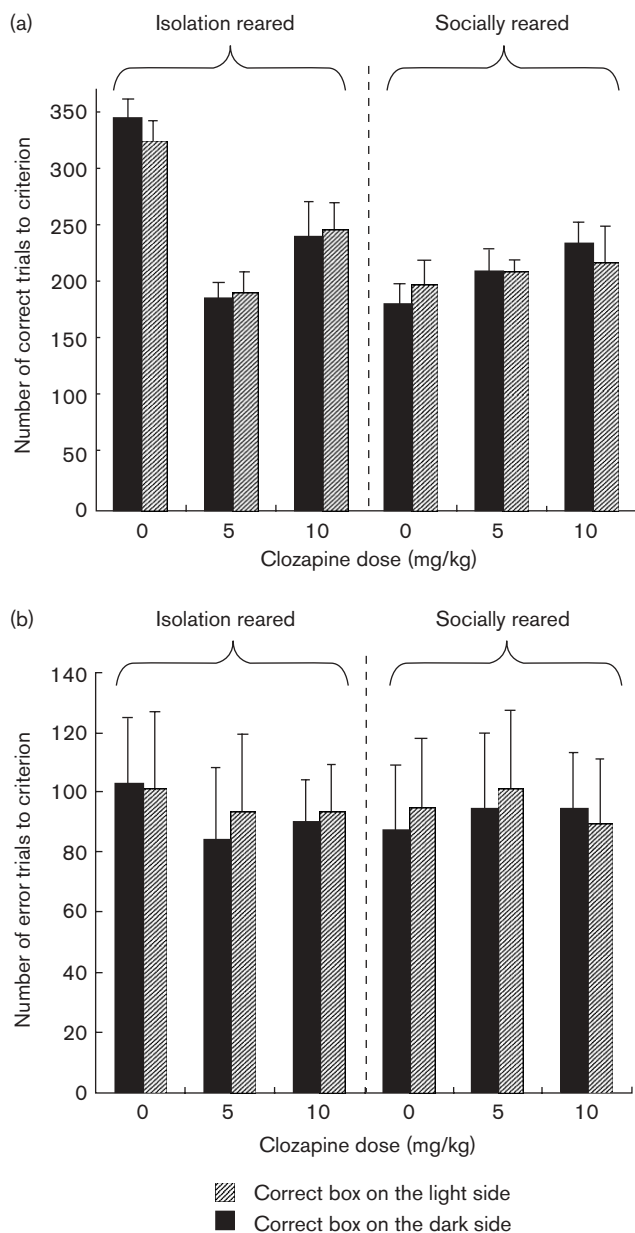 (a)
Isolation reared
Socially reared
350
300
250
200
150
100
50
0
Number of correct trials to criterion
0
5
10
0
5
10
Clozapine dose (mg/kg)
(b)
Isolation reared
Socially reared
140
120
100
80
60
40
20
0
Number of error trials to criterion
0
5
10
0
5
10
Clozapine dose (mg/kg)
Correct box on the light side
Correct box on the dark side